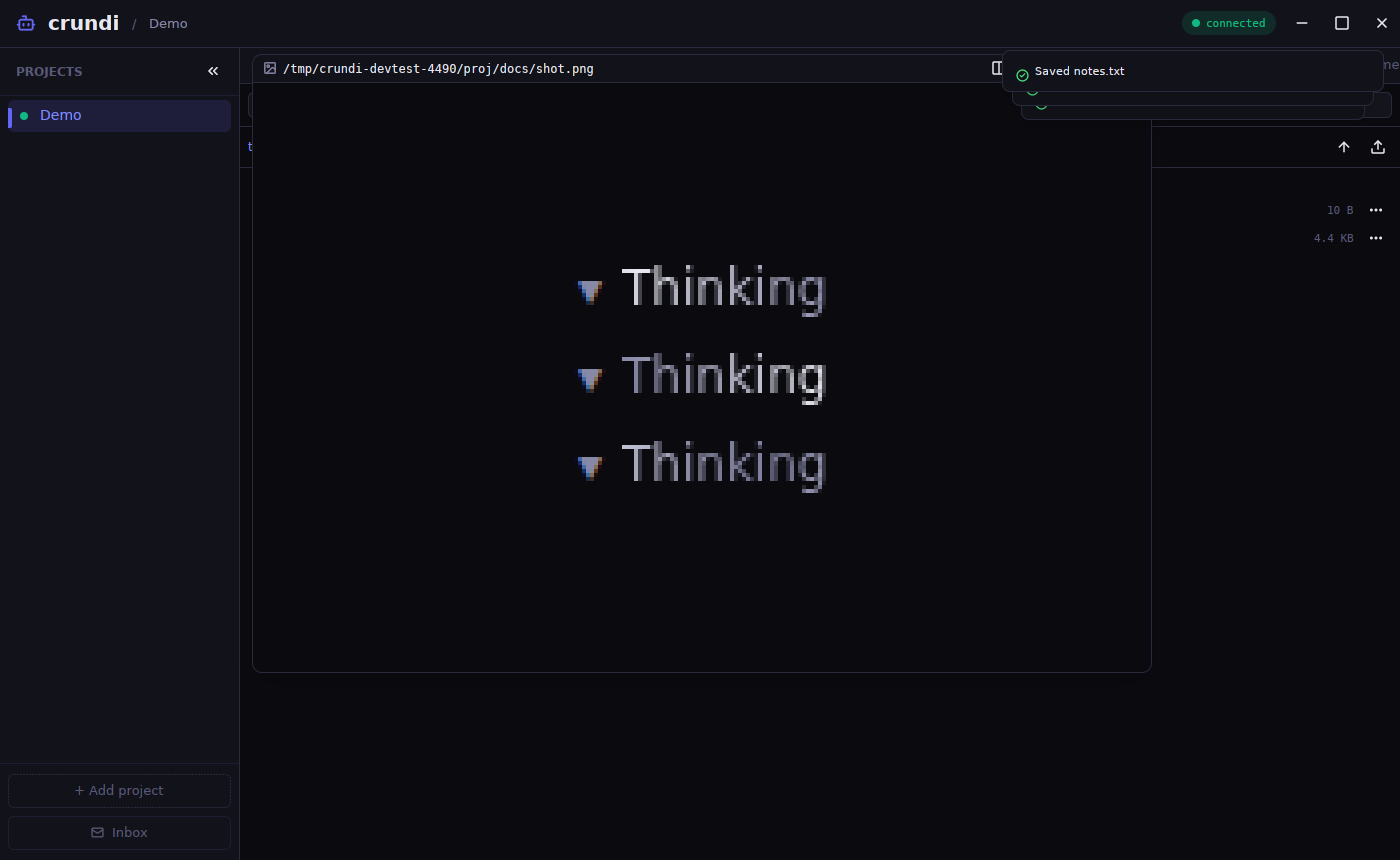 crundi / Demo
connected
PROJECTS
Demo
/tmp/crundi-devtest-4490/proj/docs/shot.png
Saved notes.txt
me
t
10 B
4.4 KB
▼ Thinking
▼ Thinking
▼ Thinking
+ Add project
Inbox